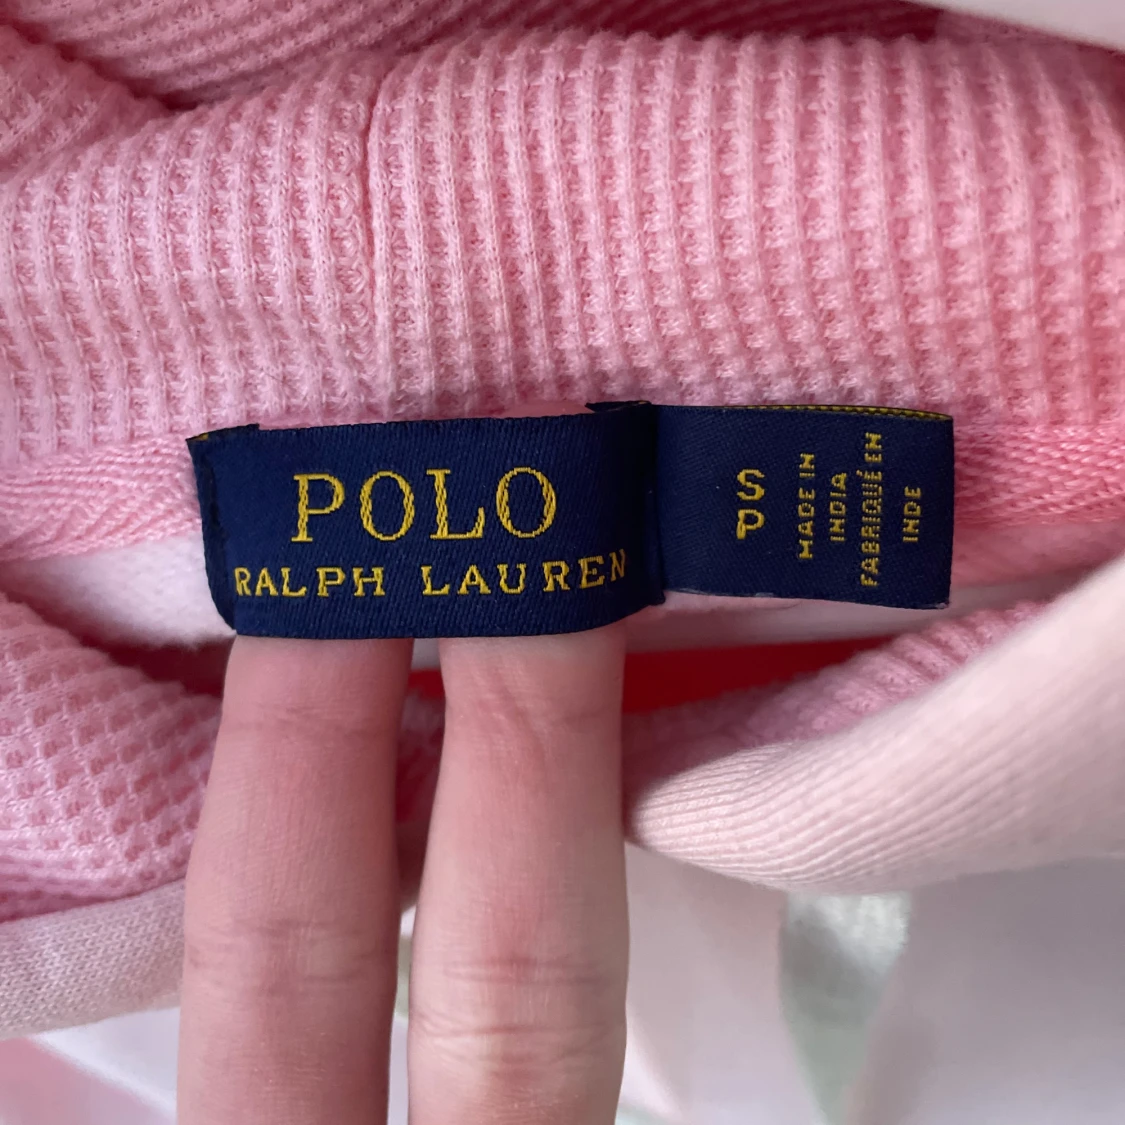 POLO
RALPH LAUREN
S
P
MADE IN
INDIA
FABRIQUÉ EN
INDE